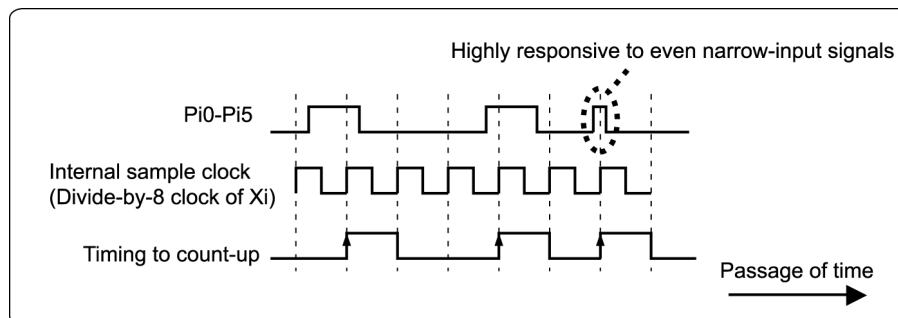 Highly responsive to even narrow-input signals
Pi0-Pi5
Internal sample clock
(Divide-by-8 clock of Xi)
Timing to count-up
Passage of time